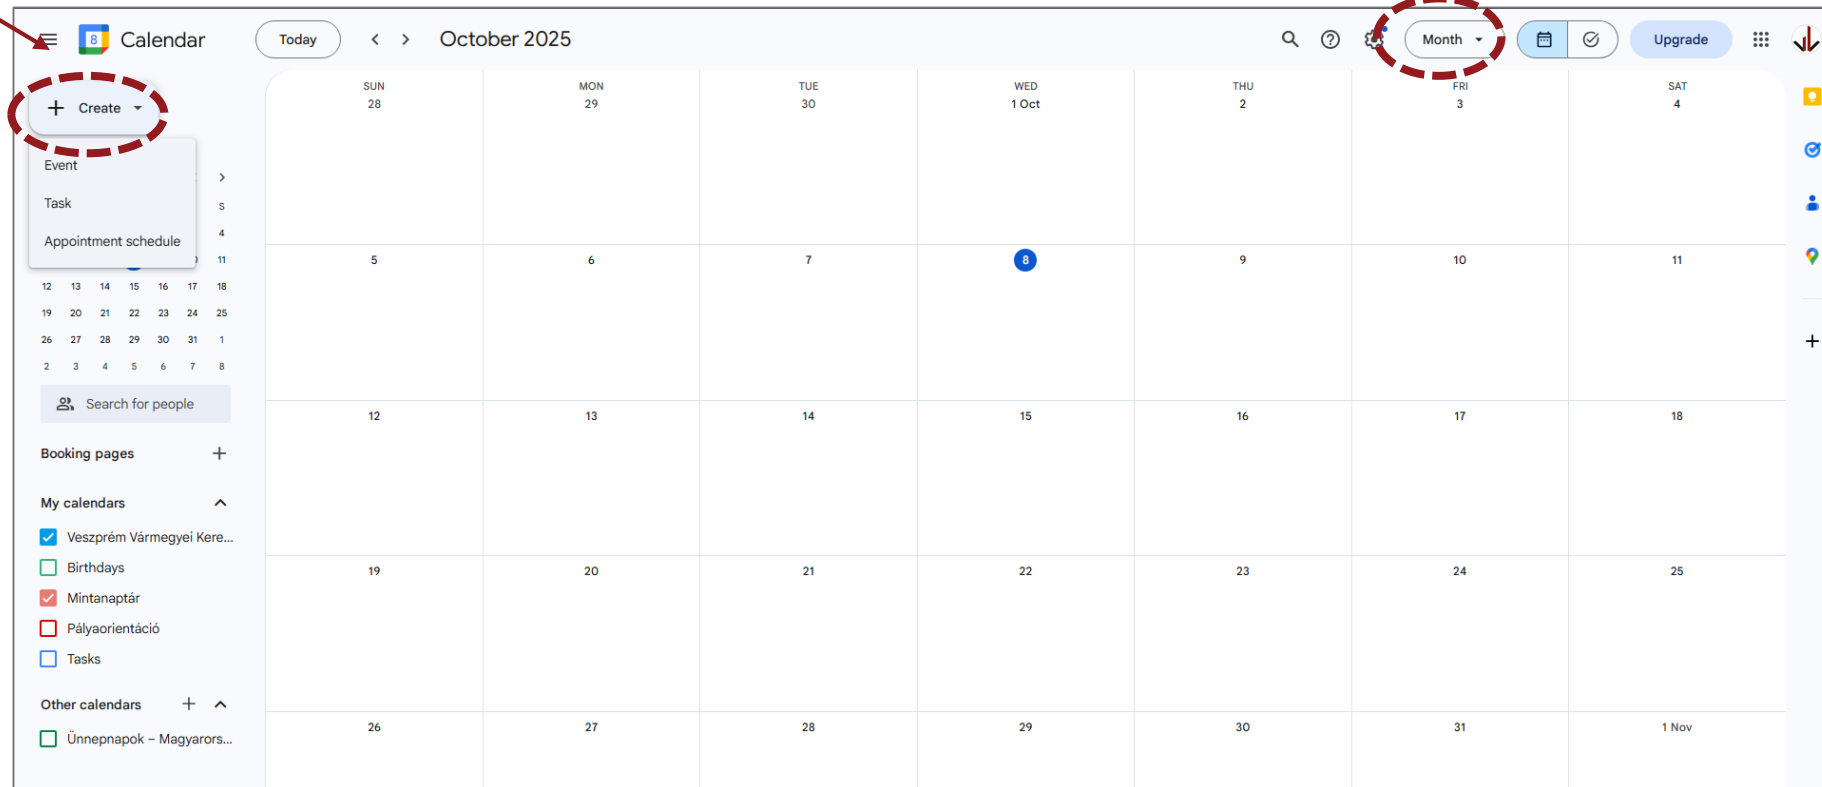 8 Calendar Today October 2025 Month Upgrade
Create
Event
Task
Appointment schedule
S
4
11
12 13 14 15 16 17 18
19 20 21 22 23 24 25
26 27 28 29 30 31 1
2 3 4 5 6 7 8
Search for people
Booking pages
My calendars
Veszprém Vármegyei Kere...
Birthdays
Mintanaptár
Pályaorientáció
Tasks
Other calendars
Ünnepnapok – Magyarors...
SUN MON TUE WED THU FRI SAT
28 29 30 1 Oct 2 3 4
5 6 7 8 9 10 11
12 13 14 15 16 17 18
19 20 21 22 23 24 25
26 27 28 29 30 31 1 Nov